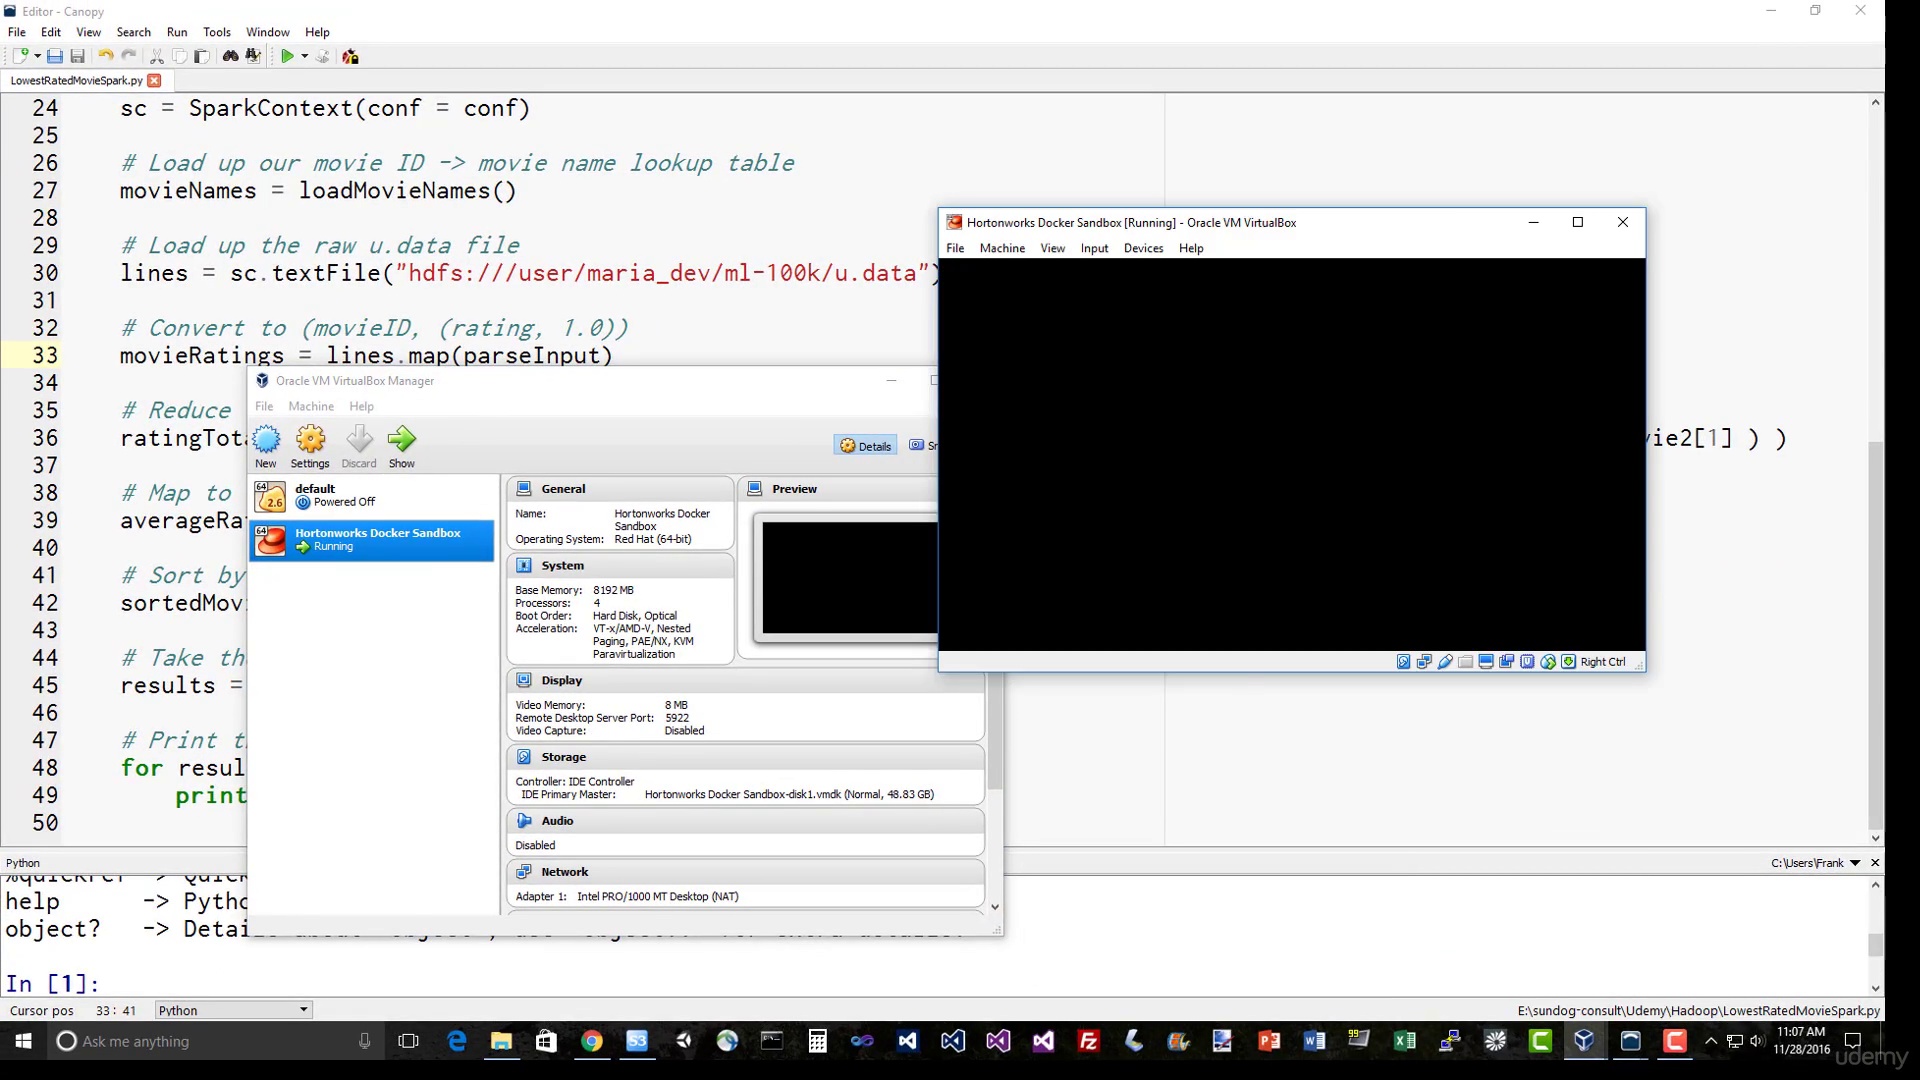 Editor - Canopy
File Edit View Search Run Tools Window Help
LowestRatedMovieSpark.py
24 sc = SparkContext(conf = conf)
25
26 # Load up our movie ID -> movie name lookup table
27 movieNames = loadMovieNames()
28
29 # Load up the raw u.data file
30 lines = sc.textFile("hdfs:///user/maria_dev/ml-100k/u.data")
31
32 # Convert to (movieID, (rating, 1.0))
33 movieRatings = lines.map(parseInput)
34
35 # Reduce
36 ratingTota vie2[1] ) )
37
38 # Map to
39 averageRa
40
41 # Sort by
42 sortedMov
43
44 # Take th
45 results =
46
47 # Print t
48 for resul
49 print
50
Oracle VM VirtualBox Manager
File Machine Help
New Settings Discard Show Details Sn
64 2.6 default
Powered Off
64 Hortonworks Docker Sandbox
Running
General
Name: Hortonworks Docker
Sandbox
Operating System: Red Hat (64-bit)
System
Base Memory: 8192 MB
Processors: 4
Boot Order: Hard Disk, Optical
Acceleration: VT-x/AMD-V, Nested
Paging, PAE/NX, KVM
Paravirtualization
Preview
Display
Video Memory: 8 MB
Remote Desktop Server Port: 5922
Video Capture: Disabled
Storage
Controller: IDE Controller
IDE Primary Master: Hortonworks Docker Sandbox-disk1.vmdk (Normal, 48.83 GB)
Audio
Disabled
Network
Adapter 1: Intel PRO/1000 MT Desktop (NAT)
Hortonworks Docker Sandbox [Running] - Oracle VM VirtualBox
File Machine View Input Devices Help
Right Ctrl
Python C:\Users\Frank
help -> Pytho
object? -> Detai
In [1]:
Cursor pos 33: 41 Python E:\sundog-consult\Udemy\Hadoop\LowestRatedMovieSpark.py
Ask me anything
11:07 AM
11/28/2016
udemy